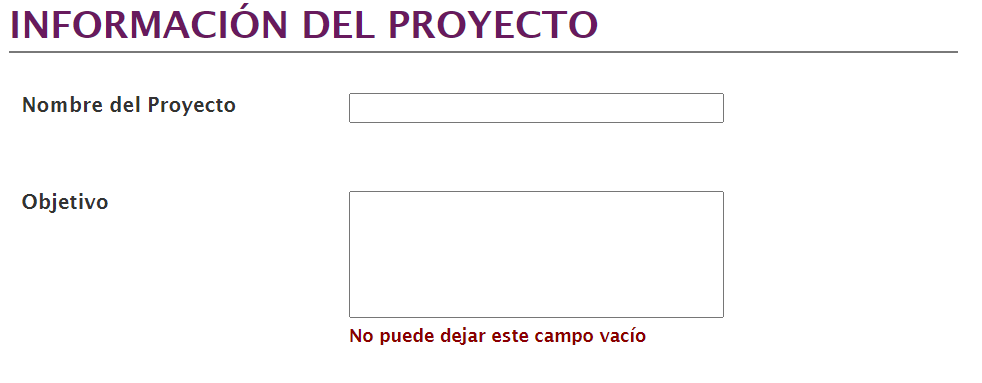 INFORMACIÓN DEL PROYECTO
Nombre del Proyecto
Objetivo
No puede dejar este campo vacío